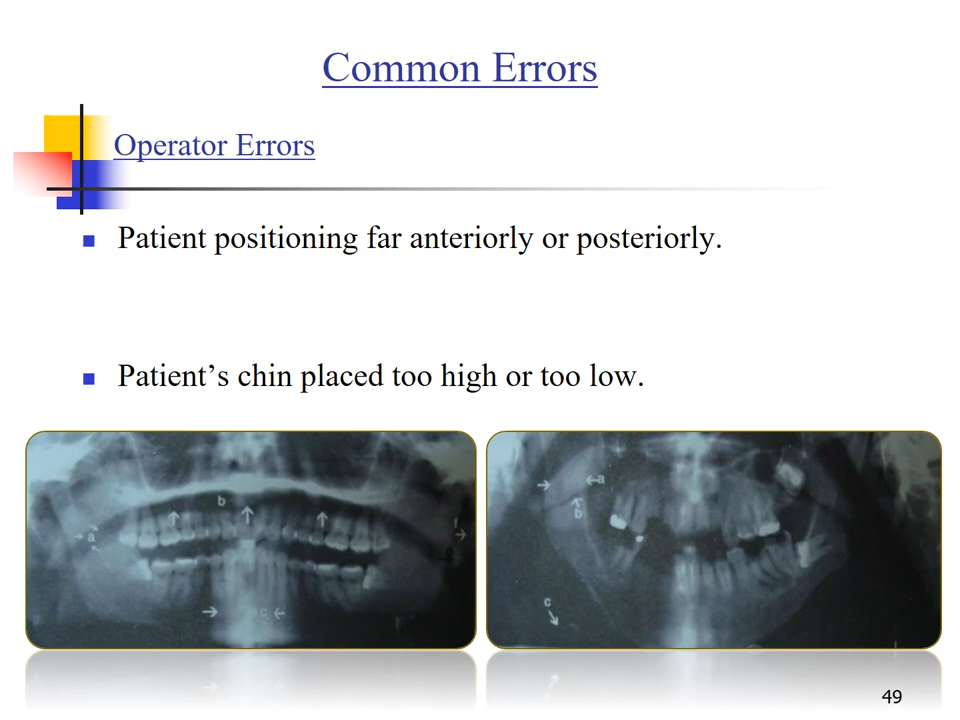 Common Errors
Operator Errors
Patient positioning far anteriorly or posteriorly.
Patient’s chin placed too high or too low.
b
a
f
c
a
b
c
49